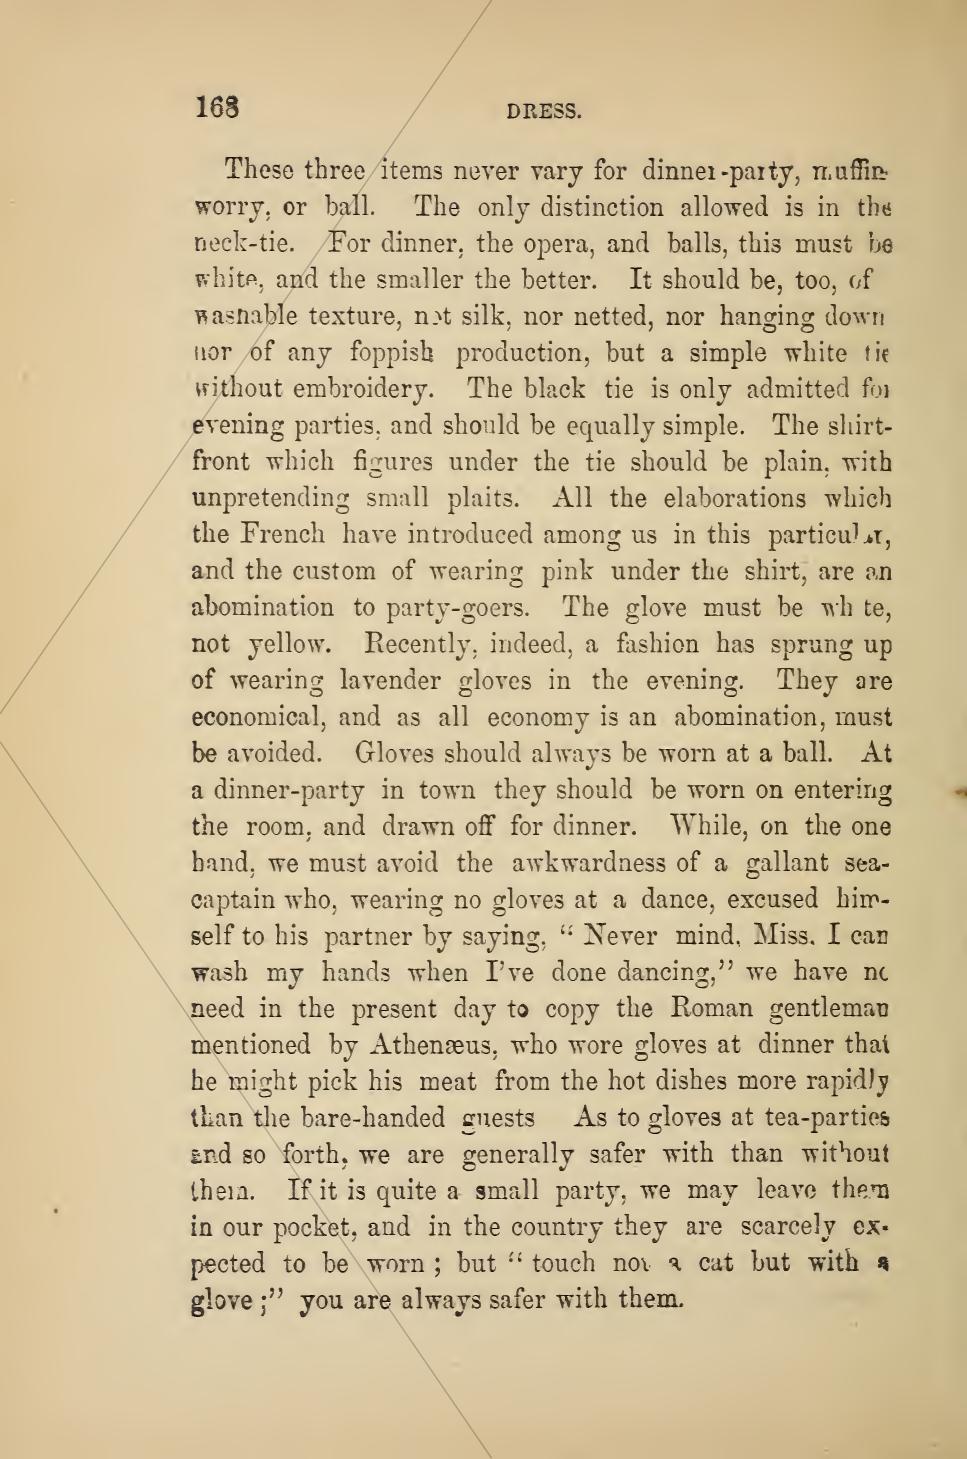 168 DRESS.
These three items never vary for dinner-party, muffin-
worry, or ball. The only distinction allowed is in the
neck-tie. For dinner, the opera, and balls, this must be
white, and the smaller the better. It should be, too, of
washable texture, not silk, nor netted, nor hanging down
nor of any foppish production, but a simple white tie
without embroidery. The black tie is only admitted for
evening parties, and should be equally simple. The shirt-
front which figures under the tie should be plain, with
unpretending small plaits. All the elaborations which
the French have introduced among us in this particular,
and the custom of wearing pink under the shirt, are an
abomination to party-goers. The glove must be white,
not yellow. Recently, indeed, a fashion has sprung up
of wearing lavender gloves in the evening. They are
economical, and as all economy is an abomination, must
be avoided. Gloves should always be worn at a ball. At
a dinner-party in town they should be worn on entering
the room, and drawn off for dinner. While, on the one
hand, we must avoid the awkwardness of a gallant sea-
captain who, wearing no gloves at a dance, excused him-
self to his partner by saying, “ Never mind, Miss, I can
wash my hands when I’ve done dancing,” we have no
need in the present day to copy the Roman gentleman
mentioned by Athenæus, who wore gloves at dinner that
he might pick his meat from the hot dishes more rapidly
than the bare-handed guests As to gloves at tea-parties
and so forth, we are generally safer with than without
them. If it is quite a small party, we may leave them
in our pocket, and in the country they are scarcely ex-
pected to be worn ; but “ touch not a cat but with a
glove ;” you are always safer with them.